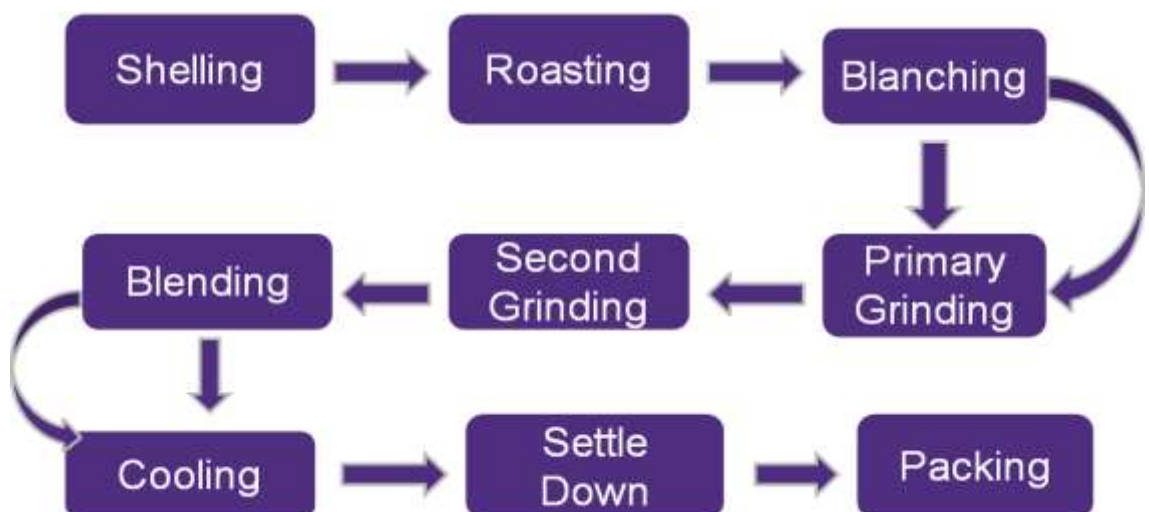 Shelling
Roasting
Blanching
Blending
Second
Grinding
Primary
Grinding
Cooling
Settle
Down
Packing